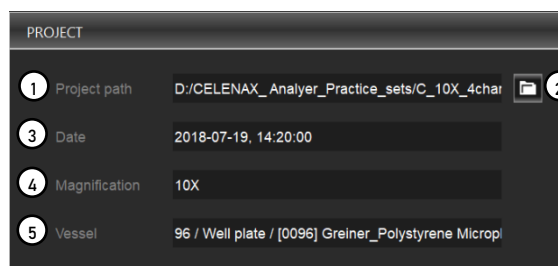 PROJECT
1 Project path D:/CELENAX_ Analyer_Practice_sets/C_10X_4char 2
3 Date 2018-07-19, 14:20:00
4 Magnification 10X
5 Vessel 96 / Well plate / [0096] Greiner_Polystyrene Micropl